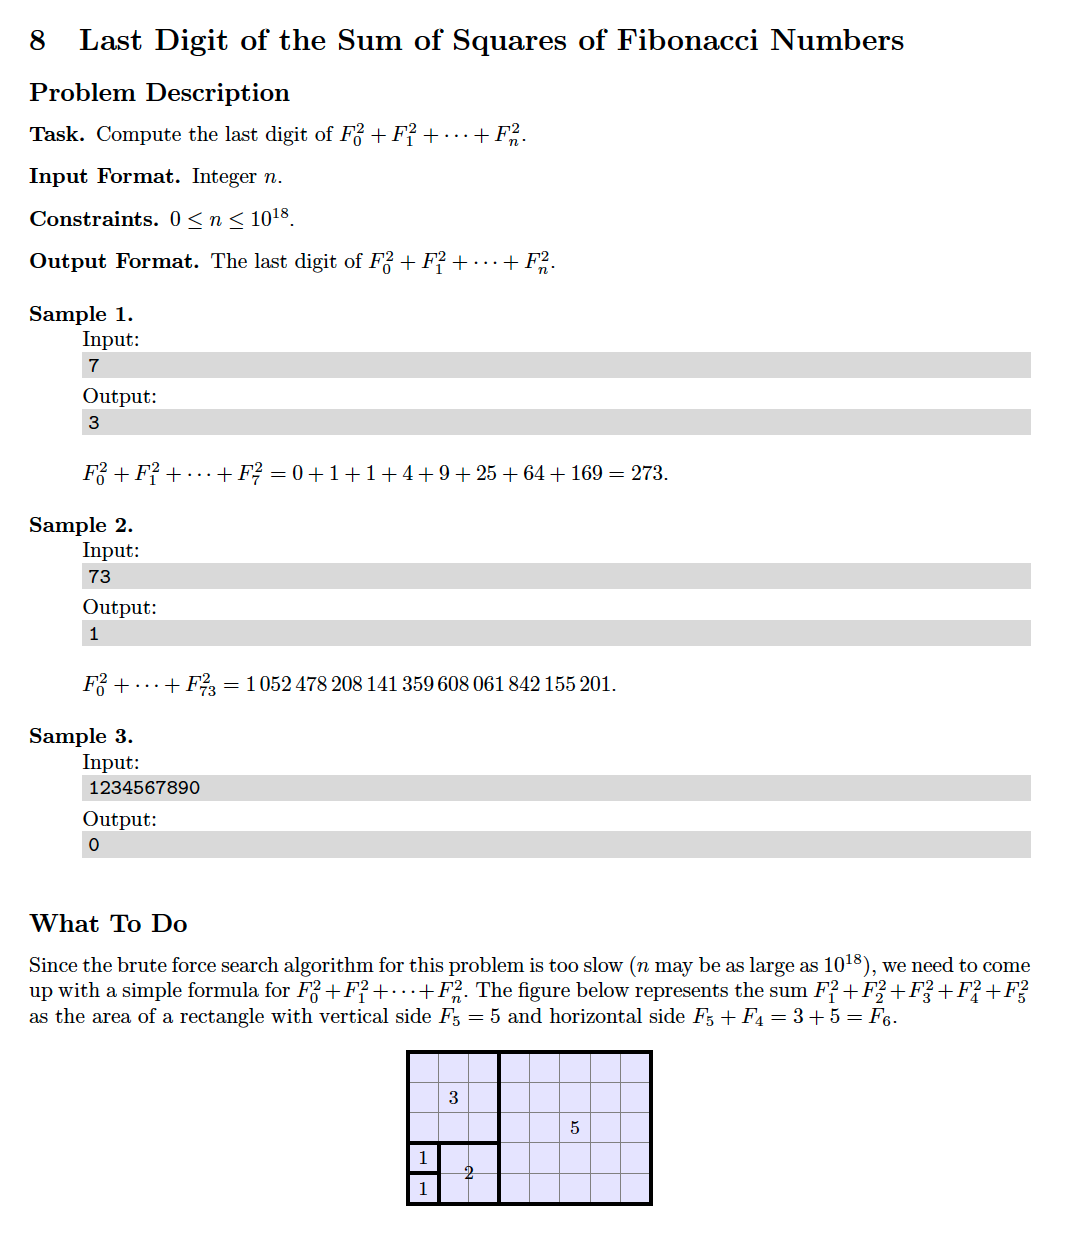 8 Last Digit of the Sum of Squares of Fibonacci Numbers
Problem Description
Task. Compute the last digit of $F_0^2 + F_1^2 + \cdots + F_n^2$.
Input Format. Integer $n$.
Constraints. $0 \leq n \leq 10^{18}$.
Output Format. The last digit of $F_0^2 + F_1^2 + \cdots + F_n^2$.
Sample 1.
Input:
7
Output:
3
$F_0^2 + F_1^2 + \cdots + F_7^2 = 0 + 1 + 1 + 4 + 9 + 25 + 64 + 169 = 273$.
Sample 2.
Input:
73
Output:
1
$F_0^2 + \cdots + F_{73}^2 = 1\,052\,478\,208\,141\,359\,608\,061\,842\,155\,201$.
Sample 3.
Input:
1234567890
Output:
0
What To Do
Since the brute force search algorithm for this problem is too slow ($n$ may be as large as $10^{18}$), we need to come
up with a simple formula for $F_0^2 + F_1^2 + \cdots + F_n^2$. The figure below represents the sum $F_1^2 + F_2^2 + F_3^2 + F_4^2 + F_5^2$
as the area of a rectangle with vertical side $F_5 = 5$ and horizontal side $F_5 + F_4 = 3 + 5 = F_6$.
3
5
1
2
1